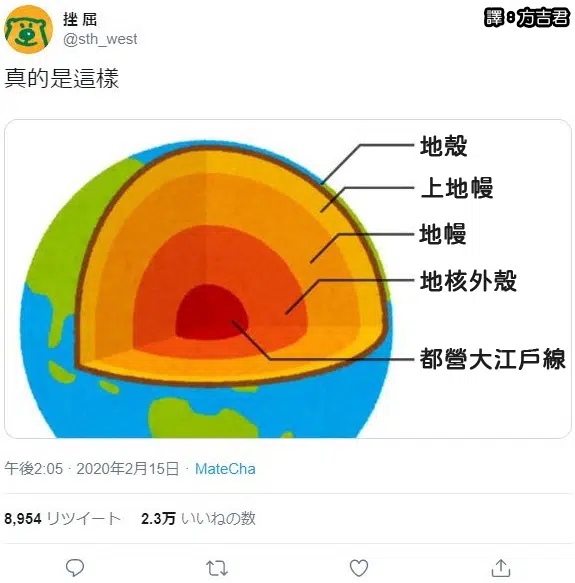 譯:方吉君
挫屈
@sth_west
真的是這樣
地殼
上地幔
地幔
地核外殼
都營大江戶線
午後2:05 · 2020年2月15日 · MateCha
8,954 リツイート 2.3万 いいねの数